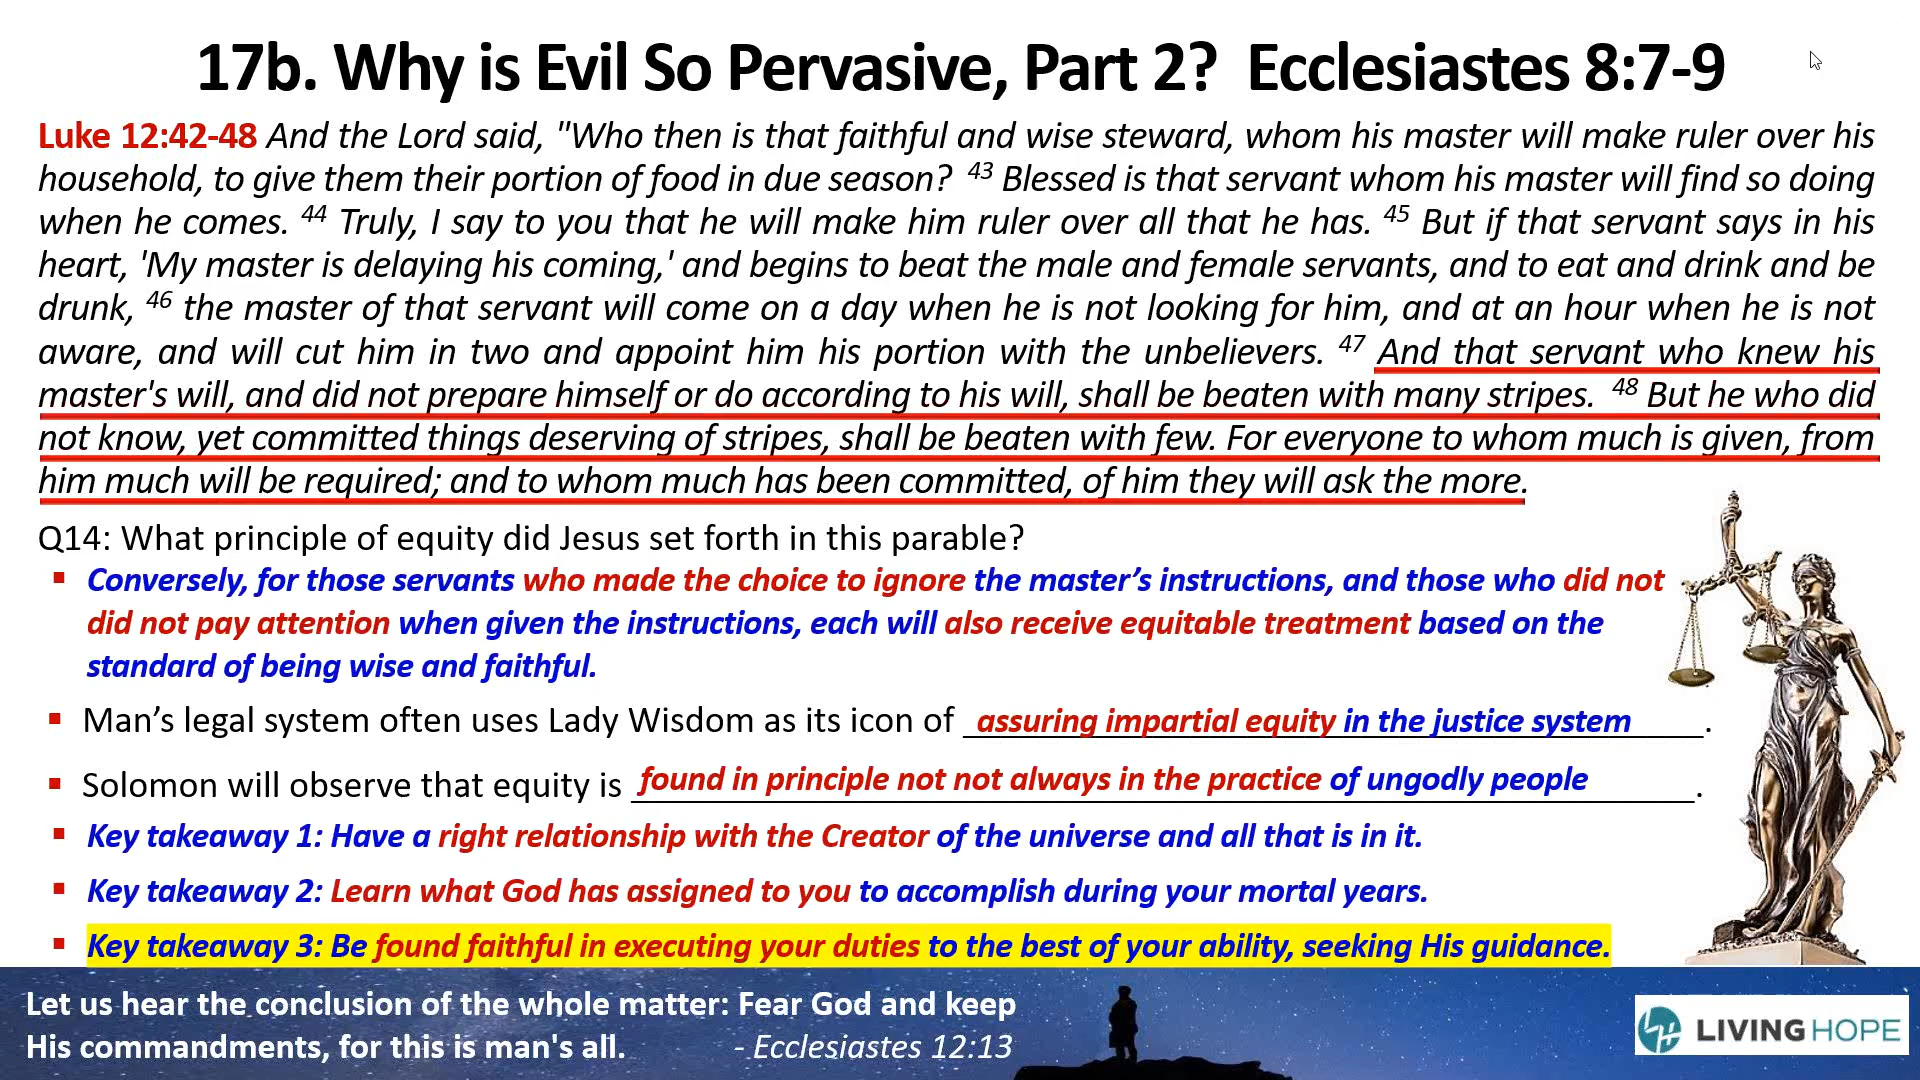 17b. Why is Evil So Pervasive, Part 2?  Ecclesiastes 8:7-9
Luke 12:42-48 And the Lord said, "Who then is that faithful and wise steward, whom his master will make ruler over his
household, to give them their portion of food in due season? 43 Blessed is that servant whom his master will find so doing
when he comes. 44 Truly, I say to you that he will make him ruler over all that he has. 45 But if that servant says in his
heart, 'My master is delaying his coming,' and begins to beat the male and female servants, and to eat and drink and be
drunk, 46 the master of that servant will come on a day when he is not looking for him, and at an hour when he is not
aware, and will cut him in two and appoint him his portion with the unbelievers. 47 And that servant who knew his
master's will, and did not prepare himself or do according to his will, shall be beaten with many stripes. 48 But he who did
not know, yet committed things deserving of stripes, shall be beaten with few. For everyone to whom much is given, from
him much will be required; and to whom much has been committed, of him they will ask the more.
Q14: What principle of equity did Jesus set forth in this parable?
▪ Conversely, for those servants who made the choice to ignore the master’s instructions, and those who did not
did not pay attention when given the instructions, each will also receive equitable treatment based on the
standard of being wise and faithful.
▪ Man’s legal system often uses Lady Wisdom as its icon of assuring impartial equity in the justice system.
▪ Solomon will observe that equity is found in principle not not always in the practice of ungodly people.
▪ Key takeaway 1: Have a right relationship with the Creator of the universe and all that is in it.
▪ Key takeaway 2: Learn what God has assigned to you to accomplish during your mortal years.
▪ Key takeaway 3: Be found faithful in executing your duties to the best of your ability, seeking His guidance.
Let us hear the conclusion of the whole matter: Fear God and keep
His commandments, for this is man's all. - Ecclesiastes 12:13
LH LIVING HOPE